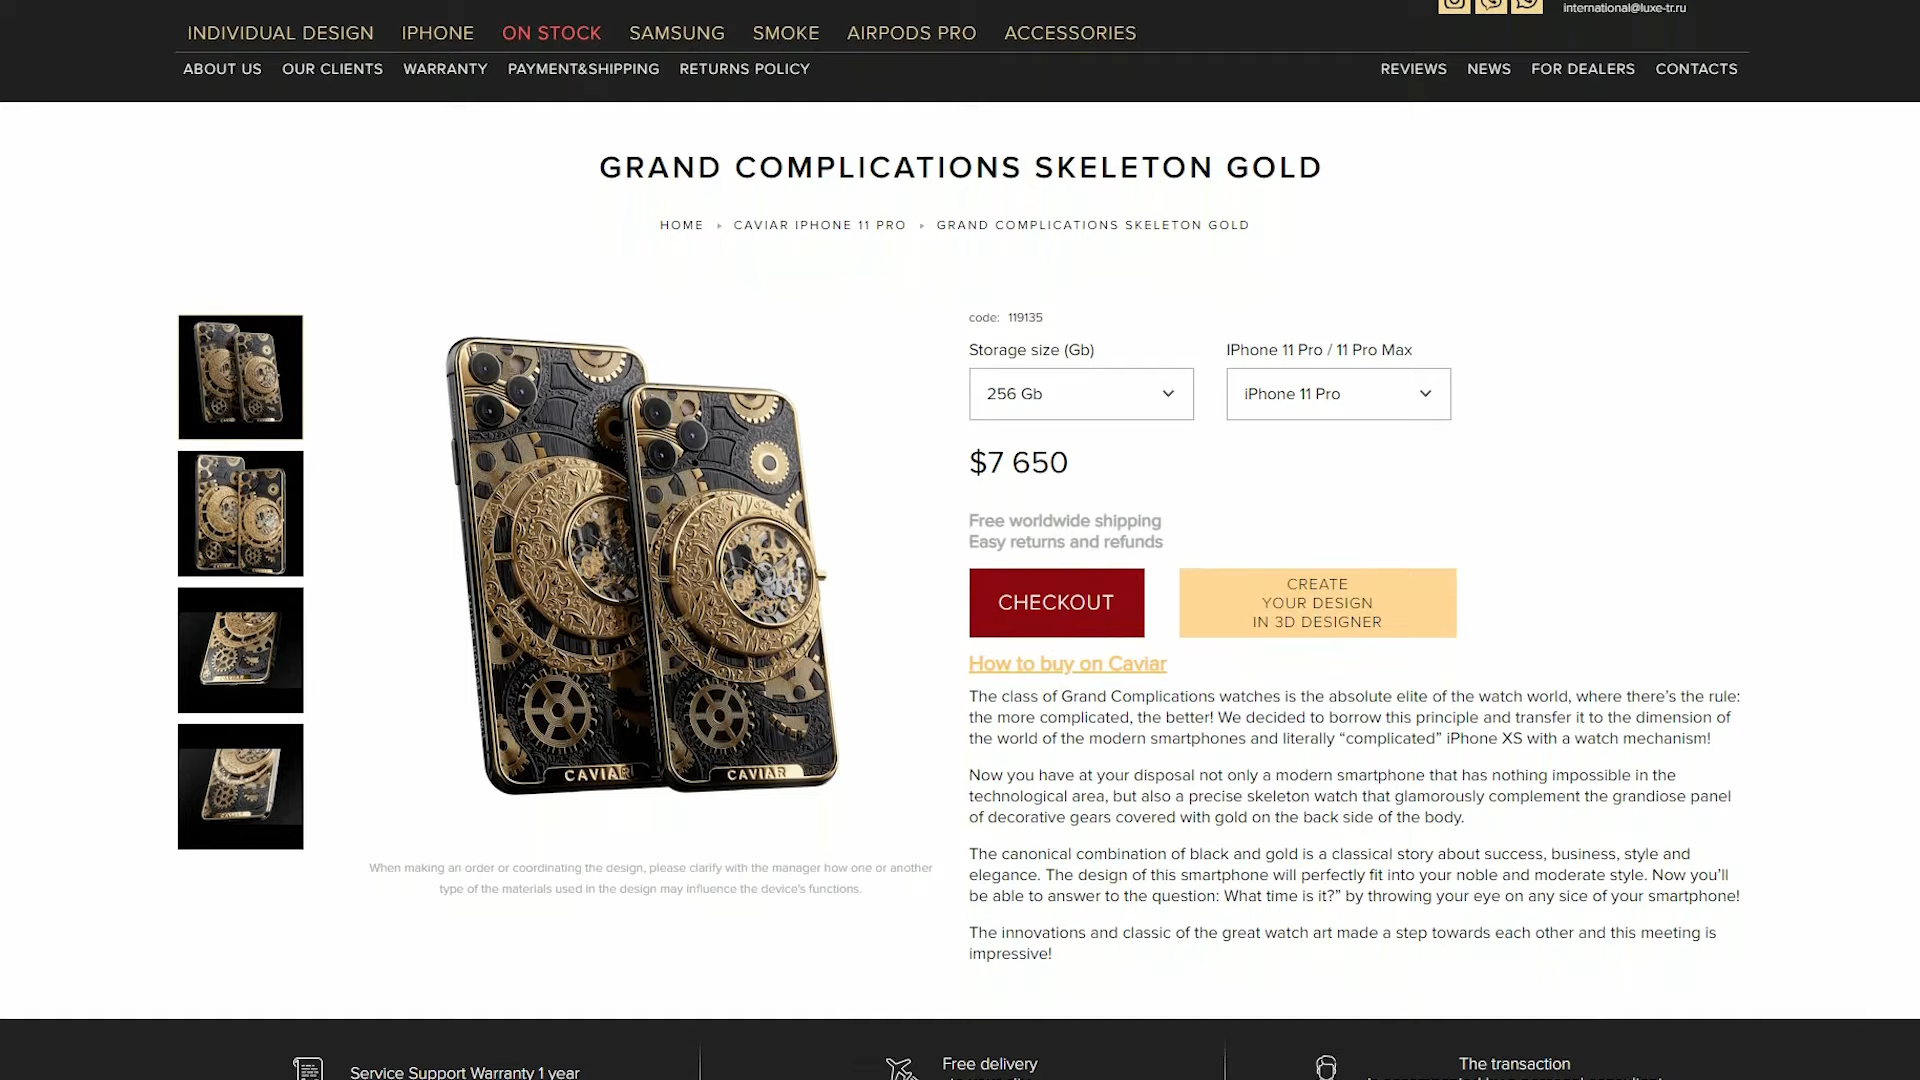 international@luxe-tr.ru
INDIVIDUAL DESIGN IPHONE ON STOCK SAMSUNG SMOKE AIRPODS PRO ACCESSORIES
ABOUT US OUR CLIENTS WARRANTY PAYMENT&SHIPPING RETURNS POLICY REVIEWS NEWS FOR DEALERS CONTACTS
GRAND COMPLICATIONS SKELETON GOLD
HOME ▸ CAVIAR IPHONE 11 PRO ▸ GRAND COMPLICATIONS SKELETON GOLD
code: 119135
Storage size (Gb) IPhone 11 Pro / 11 Pro Max
256 Gb iPhone 11 Pro
$7 650
Free worldwide shipping
Easy returns and refunds
CHECKOUT
CREATE
YOUR DESIGN
IN 3D DESIGNER
How to buy on Caviar
The class of Grand Complications watches is the absolute elite of the watch world, where there's the rule:
the more complicated, the better! We decided to borrow this principle and transfer it to the dimension of
the world of the modern smartphones and literally “complicated” iPhone XS with a watch mechanism!
Now you have at your disposal not only a modern smartphone that has nothing impossible in the
technological area, but also a precise skeleton watch that glamorously complement the grandiose panel
of decorative gears covered with gold on the back side of the body.
The canonical combination of black and gold is a classical story about success, business, style and
elegance. The design of this smartphone will perfectly fit into your noble and moderate style. Now you'll
be able to answer to the question: What time is it?” by throwing your eye on any sice of your smartphone!
The innovations and classic of the great watch art made a step towards each other and this meeting is
impressive!
CAVIAR CAVIAR
When making an order or coordinating the design, please clarify with the manager how one or another
type of the materials used in the design may influence the device's functions.
Service Support Warranty 1 year
Free delivery
The transaction